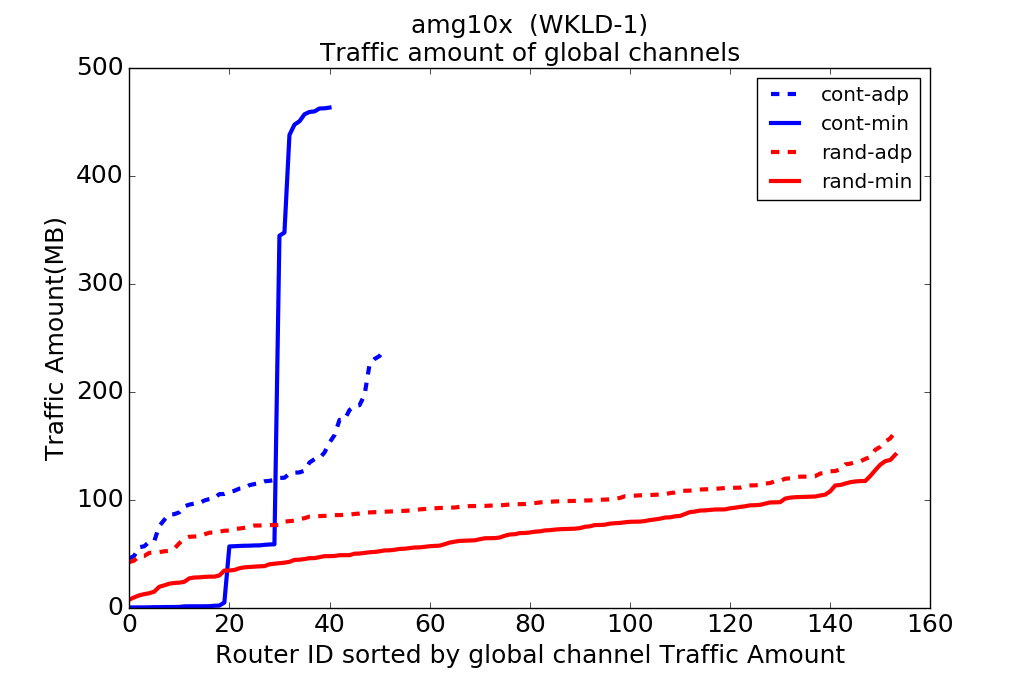 amg10x  (WKLD-1)
Traffic amount of global channels
500
400
300
200
100
0
Traffic Amount(MB)
cont-adp
cont-min
rand-adp
rand-min
0 20 40 60 80 100 120 140 160
Router ID sorted by global channel Traffic Amount